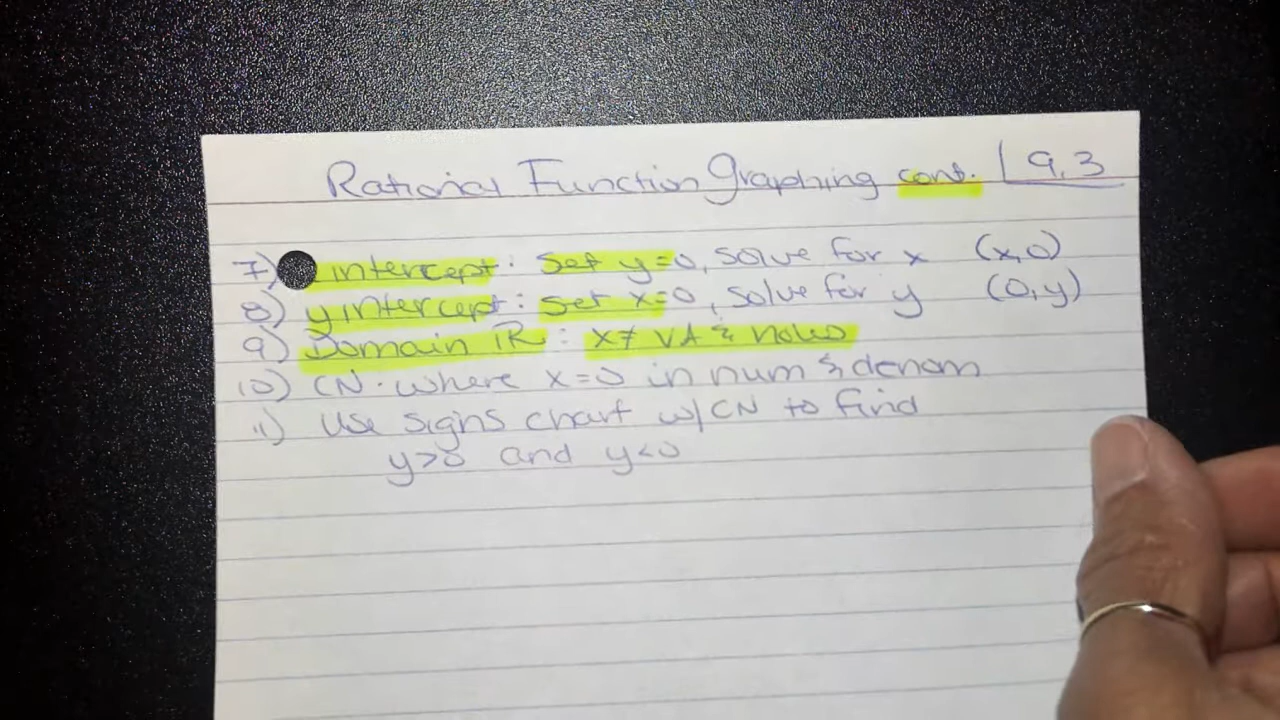 Rational Function Graphing cont. 9.3
7) intercept: Set y=0, solve for x (x,0)
8) y intercept: set x=0, solve for y (0,y)
9) Domain ℝ: x≠ VA & holes
10) CN. where x=0 in num & denom
11) Use signs chart w/ CN to find
y>0 and y<0